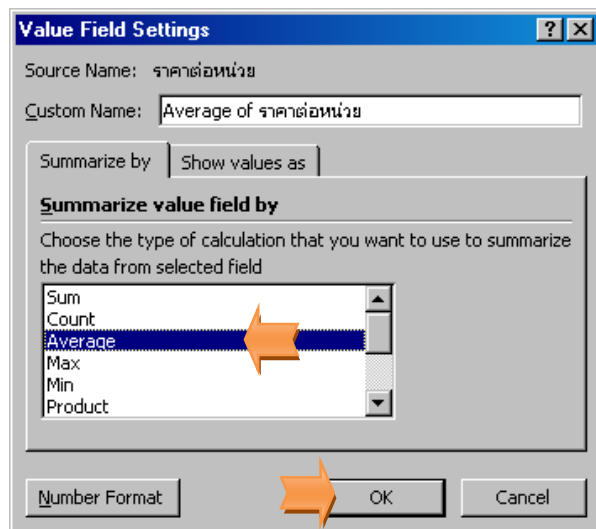 Value Field Settings
Source Name: ราคาต่อหน่วย
Custom Name: Average of ราคาต่อหน่วย
Summarize by Show values as
Summarize value field by
Choose the type of calculation that you want to use to summarize
the data from selected field
Sum
Count
Average
Max
Min
Product
Number Format OK Cancel